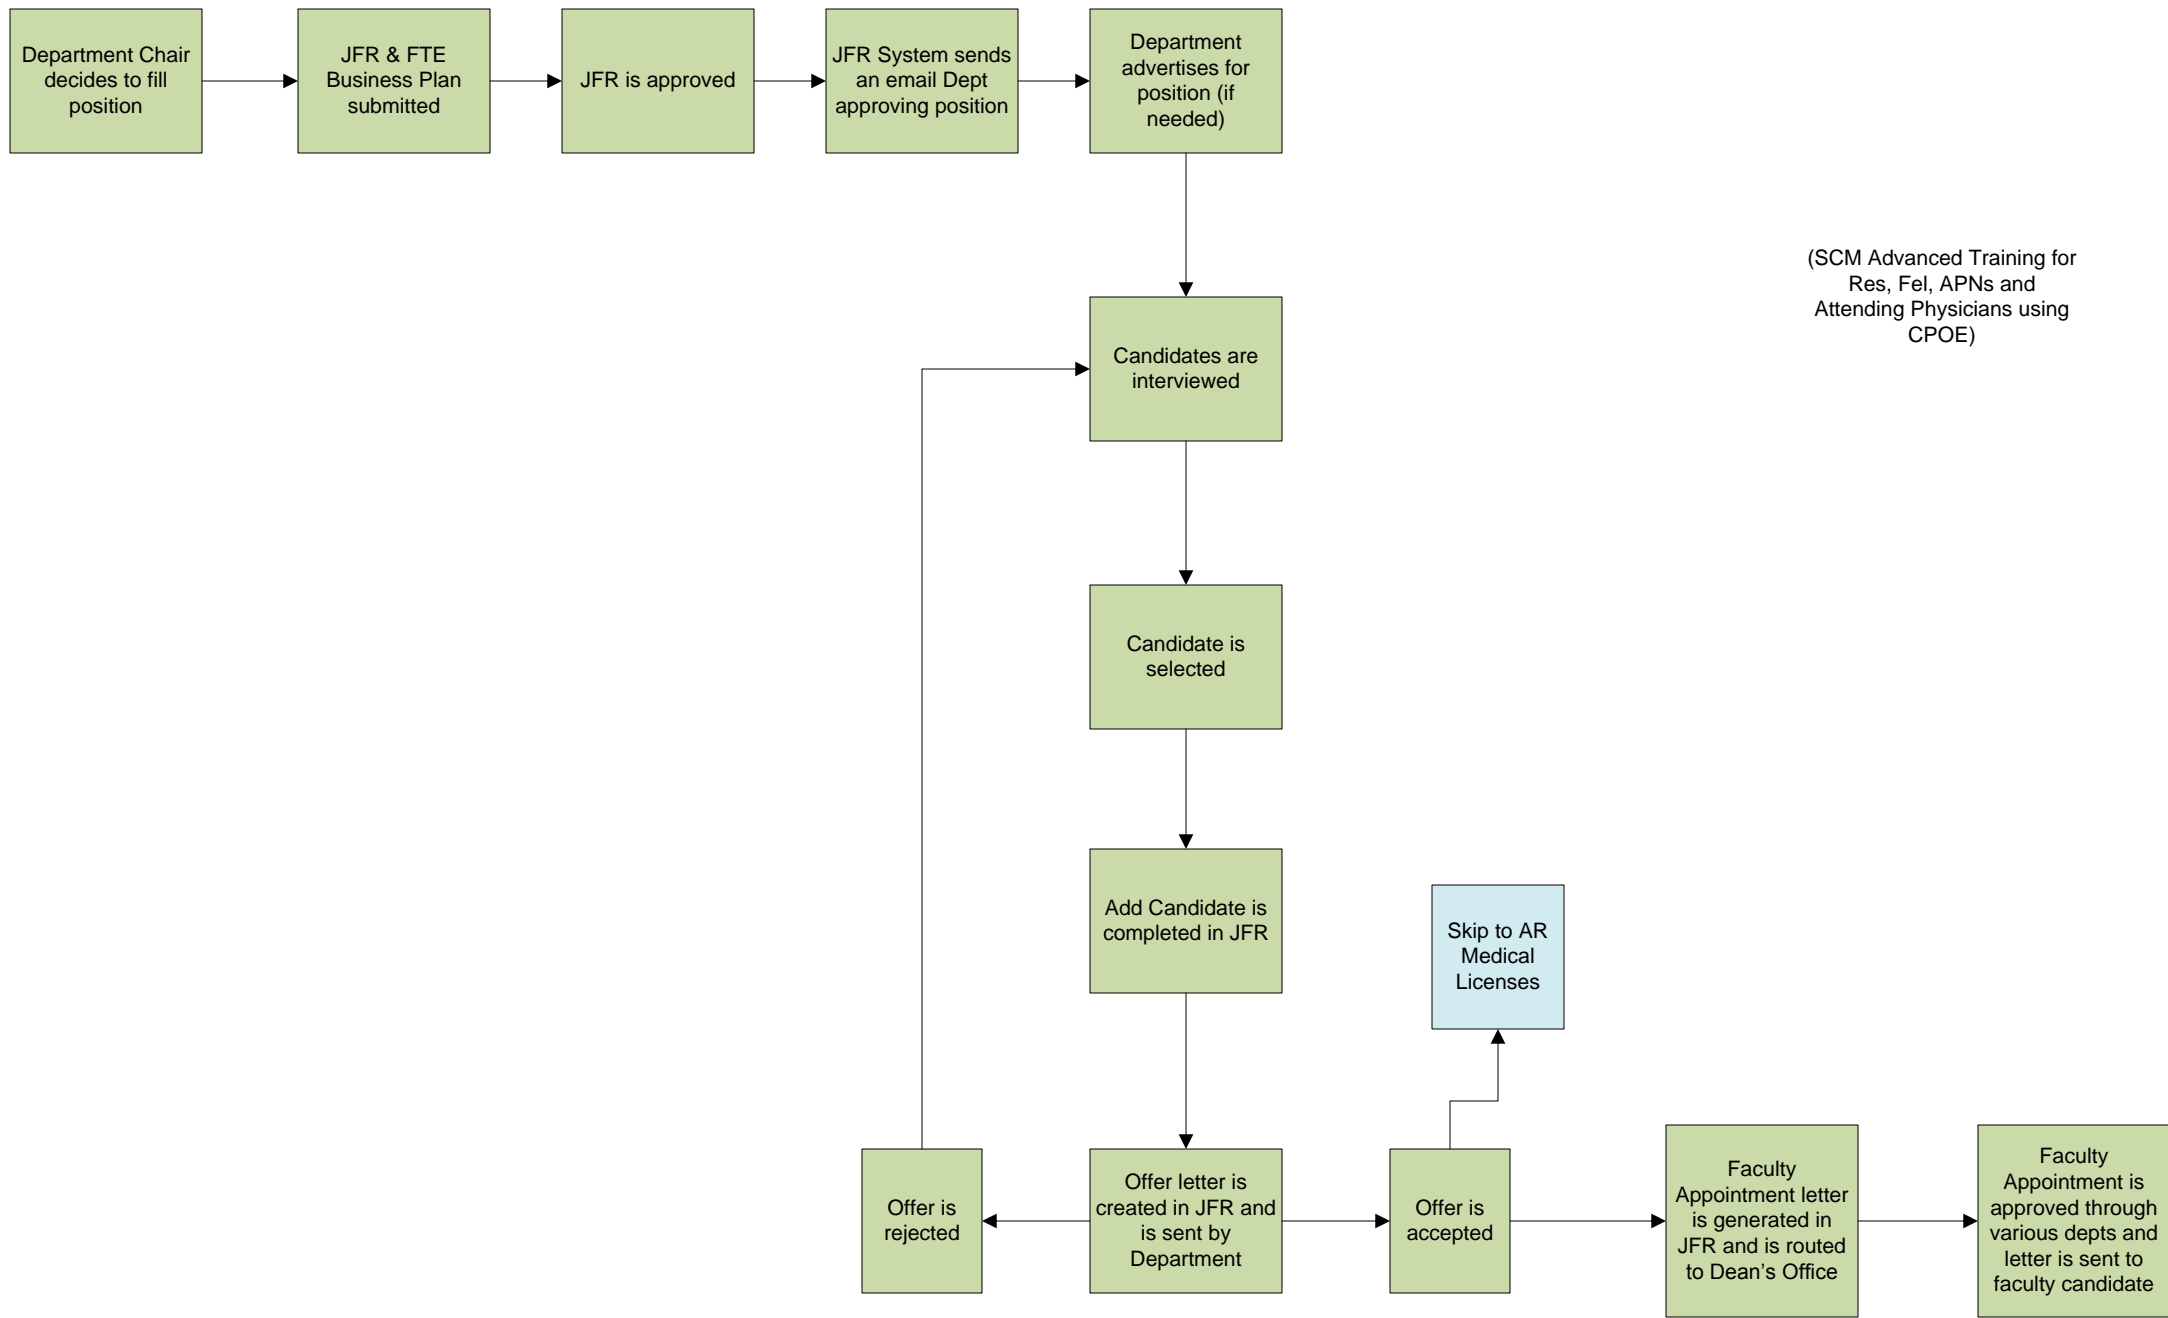 Department Chair
decides to fill
position
JFR & FTE
Business Plan
submitted
JFR is approved
JFR System sends
an email Dept
approving position
Department
advertises for
position (if
needed)
(SCM Advanced Training for
Res, Fel, APNs and
Attending Physicians using
CPOE)
Candidates are
interviewed
Candidate is
selected
Add Candidate is
completed in JFR
Skip to AR
Medical
Licenses
Offer is
rejected
Offer letter is
created in JFR and
is sent by
Department
Offer is
accepted
Faculty
Appointment letter
is generated in
JFR and is routed
to Dean’s Office
Faculty
Appointment is
approved through
various depts and
letter is sent to
faculty candidate